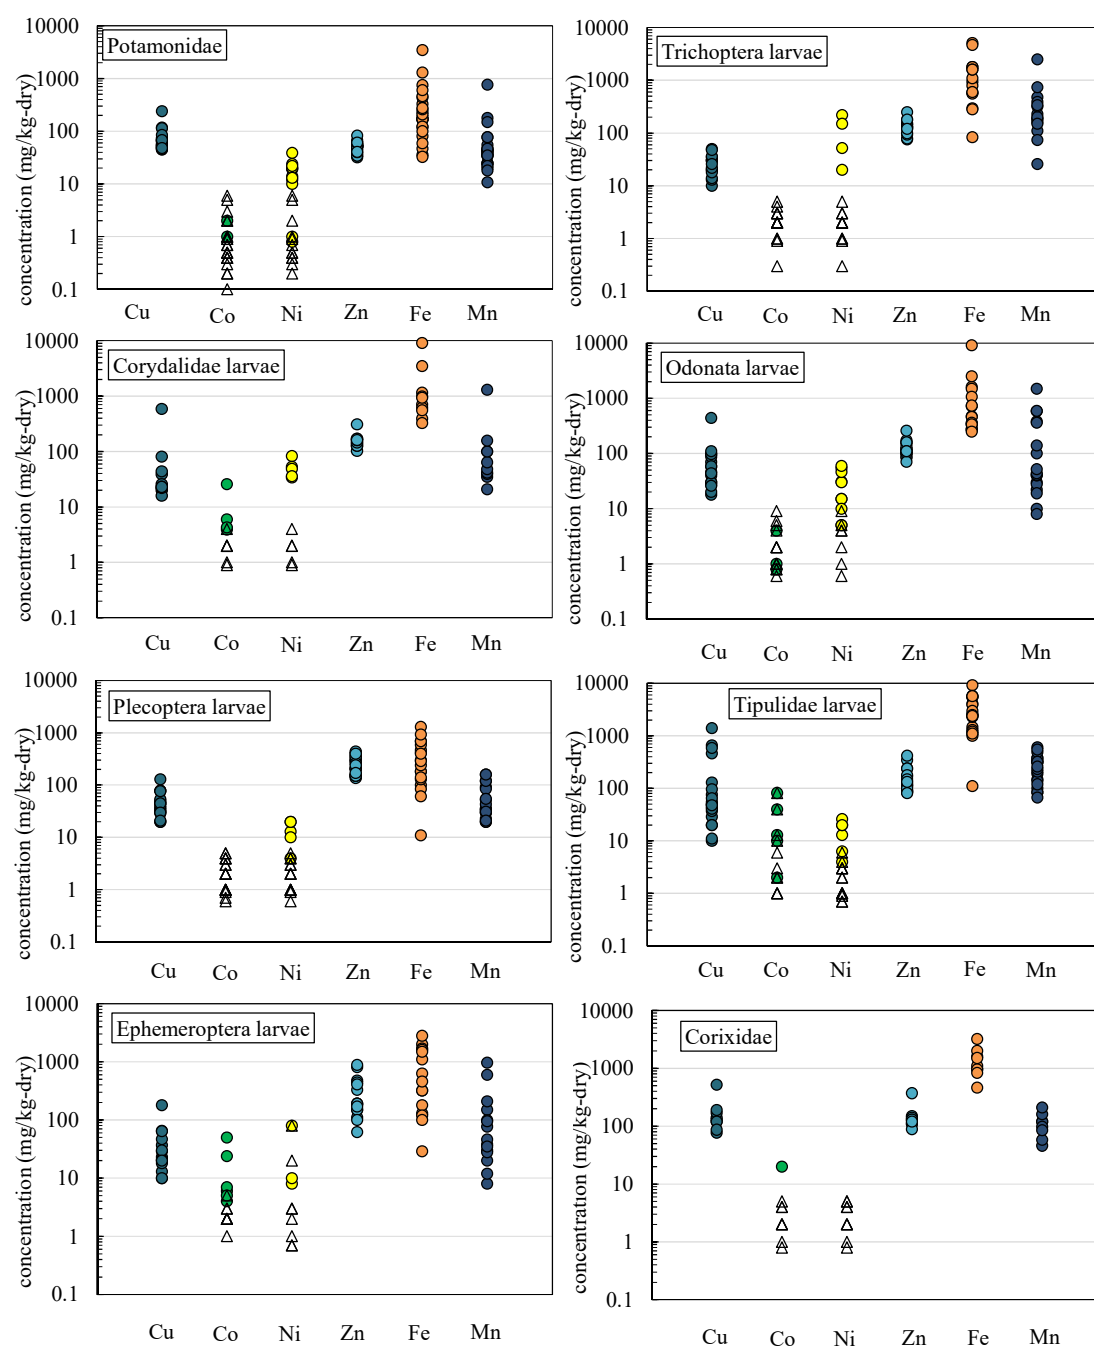 Potamonidae
concentration (mg/kg-dry)
10000
1000
100
10
1
0.1
Cu Co Ni Zn Fe Mn
Trichoptera larvae
concentration (mg/kg-dry)
10000
1000
100
10
1
0.1
Cu Co Ni Zn Fe Mn
Corydalidae larvae
concentration (mg/kg-dry)
10000
1000
100
10
1
0.1
Cu Co Ni Zn Fe Mn
Odonata larvae
concentration (mg/kg-dry)
10000
1000
100
10
1
0.1
Cu Co Ni Zn Fe Mn
Plecoptera larvae
concentration (mg/kg-dry)
10000
1000
100
10
1
0.1
Cu Co Ni Zn Fe Mn
Tipulidae larvae
concentration (mg/kg-dry)
10000
1000
100
10
1
0.1
Cu Co Ni Zn Fe Mn
Ephemeroptera larvae
concentration (mg/kg-dry)
10000
1000
100
10
1
0.1
Cu Co Ni Zn Fe Mn
Corixidae
concentration (mg/kg-dry)
10000
1000
100
10
1
0.1
Cu Co Ni Zn Fe Mn